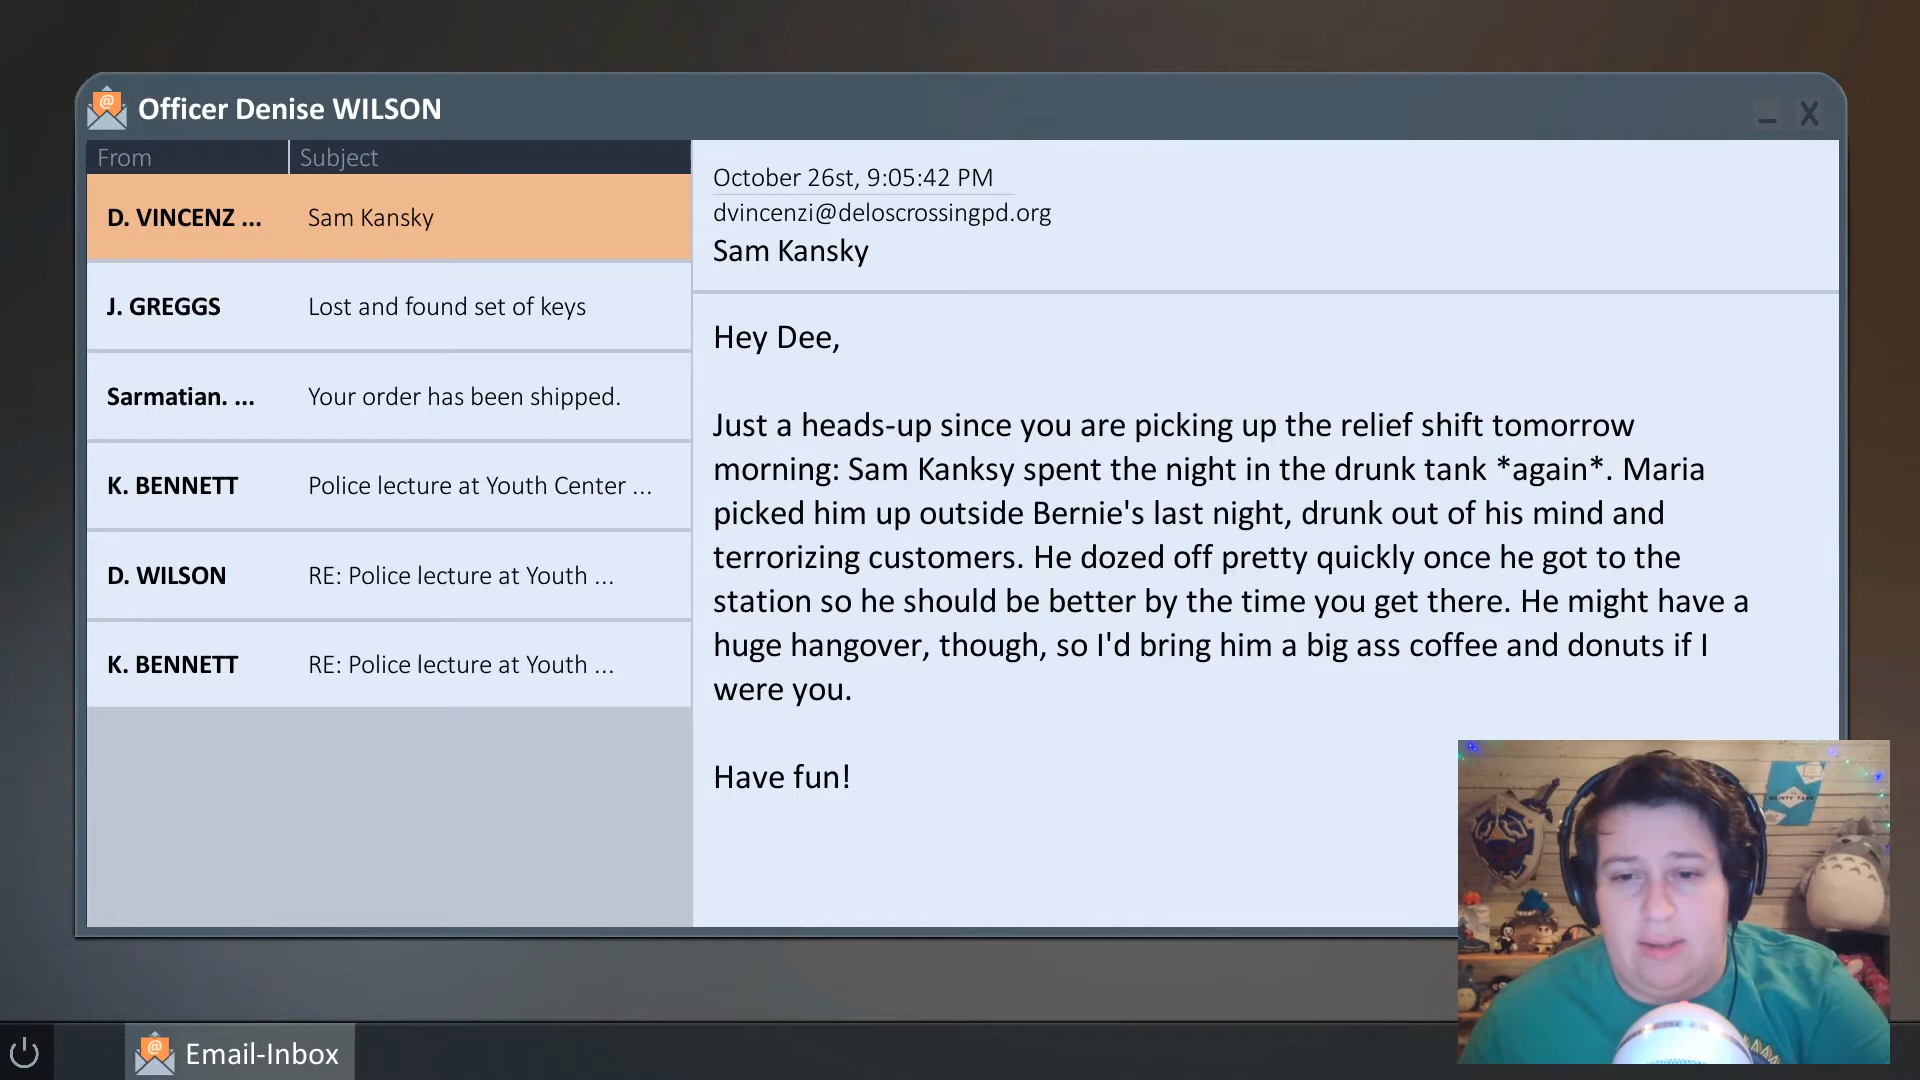 Officer Denise WILSON
From Subject
D. VINCENZ ... Sam Kansky
J. GREGGS Lost and found set of keys
Sarmatian. ... Your order has been shipped.
K. BENNETT Police lecture at Youth Center ...
D. WILSON RE: Police lecture at Youth ...
K. BENNETT RE: Police lecture at Youth ...
October 26st, 9:05:42 PM
dvincenzi@deloscrossingpd.org
Sam Kansky
Hey Dee,
Just a heads-up since you are picking up the relief shift tomorrow
morning: Sam Kanksy spent the night in the drunk tank *again*. Maria
picked him up outside Bernie's last night, drunk out of his mind and
terrorizing customers. He dozed off pretty quickly once he got to the
station so he should be better by the time you get there. He might have a
huge hangover, though, so I'd bring him a big ass coffee and donuts if I
were you.
Have fun!
Email-Inbox